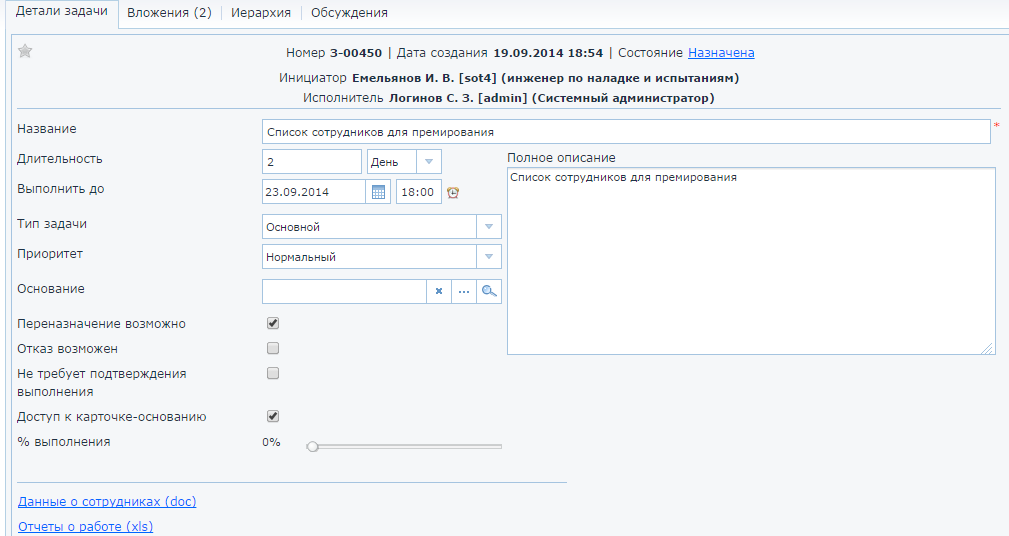 Детали задачи Вложения (2) Иерархия Обсуждения
Номер З-00450 | Дата создания 19.09.2014 18:54 | Состояние Назначена
Инициатор Емельянов И. В. [sot4] (инженер по наладке и испытаниям)
Исполнитель Логинов С. З. [admin] (Системный администратор)
Название Список сотрудников для премирования *
Длительность 2 День
Полное описание
Список сотрудников для премирования
Выполнить до 23.09.2014 18:00
Тип задачи Основной
Приоритет Нормальный
Основание
Переназначение возможно
Отказ возможен
Не требует подтверждения
выполнения
Доступ к карточке-основанию
% выполнения 0%
Данные о сотрудниках (doc)
Отчеты о работе (xls)